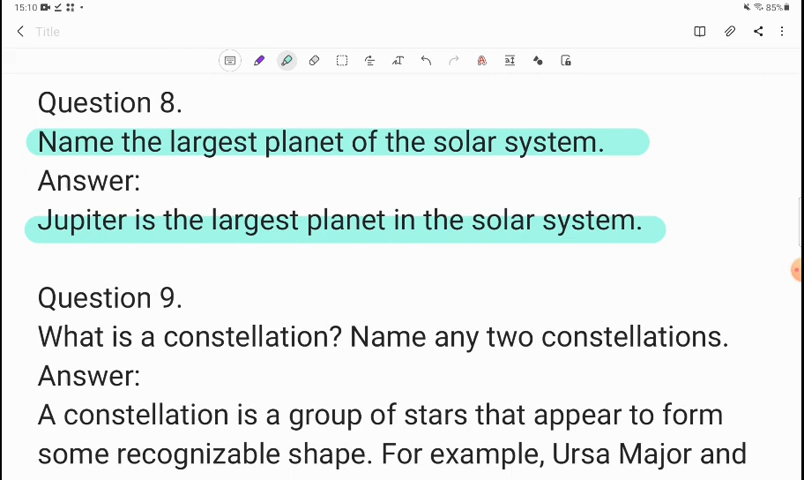 15:10
85%
Title
Question 8.
Name the largest planet of the solar system.
Answer:
Jupiter is the largest planet in the solar system.
Question 9.
What is a constellation? Name any two constellations.
Answer:
A constellation is a group of stars that appear to form
some recognizable shape. For example, Ursa Major and